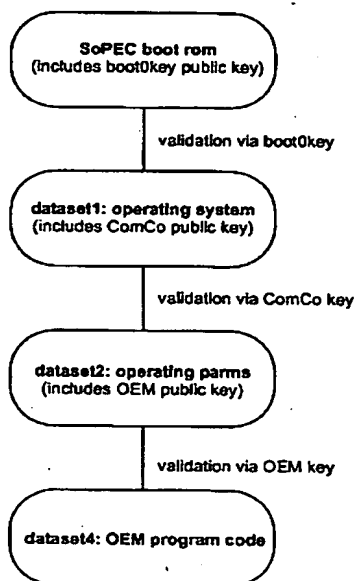 SoPEC boot rom
(includes boot0key public key)
validation via boot0key
dataset1: operating system
(includes ComCo public key)
validation via ComCo key
dataset2: operating parms
(includes OEM public key)
validation via OEM key
dataset4: OEM program code